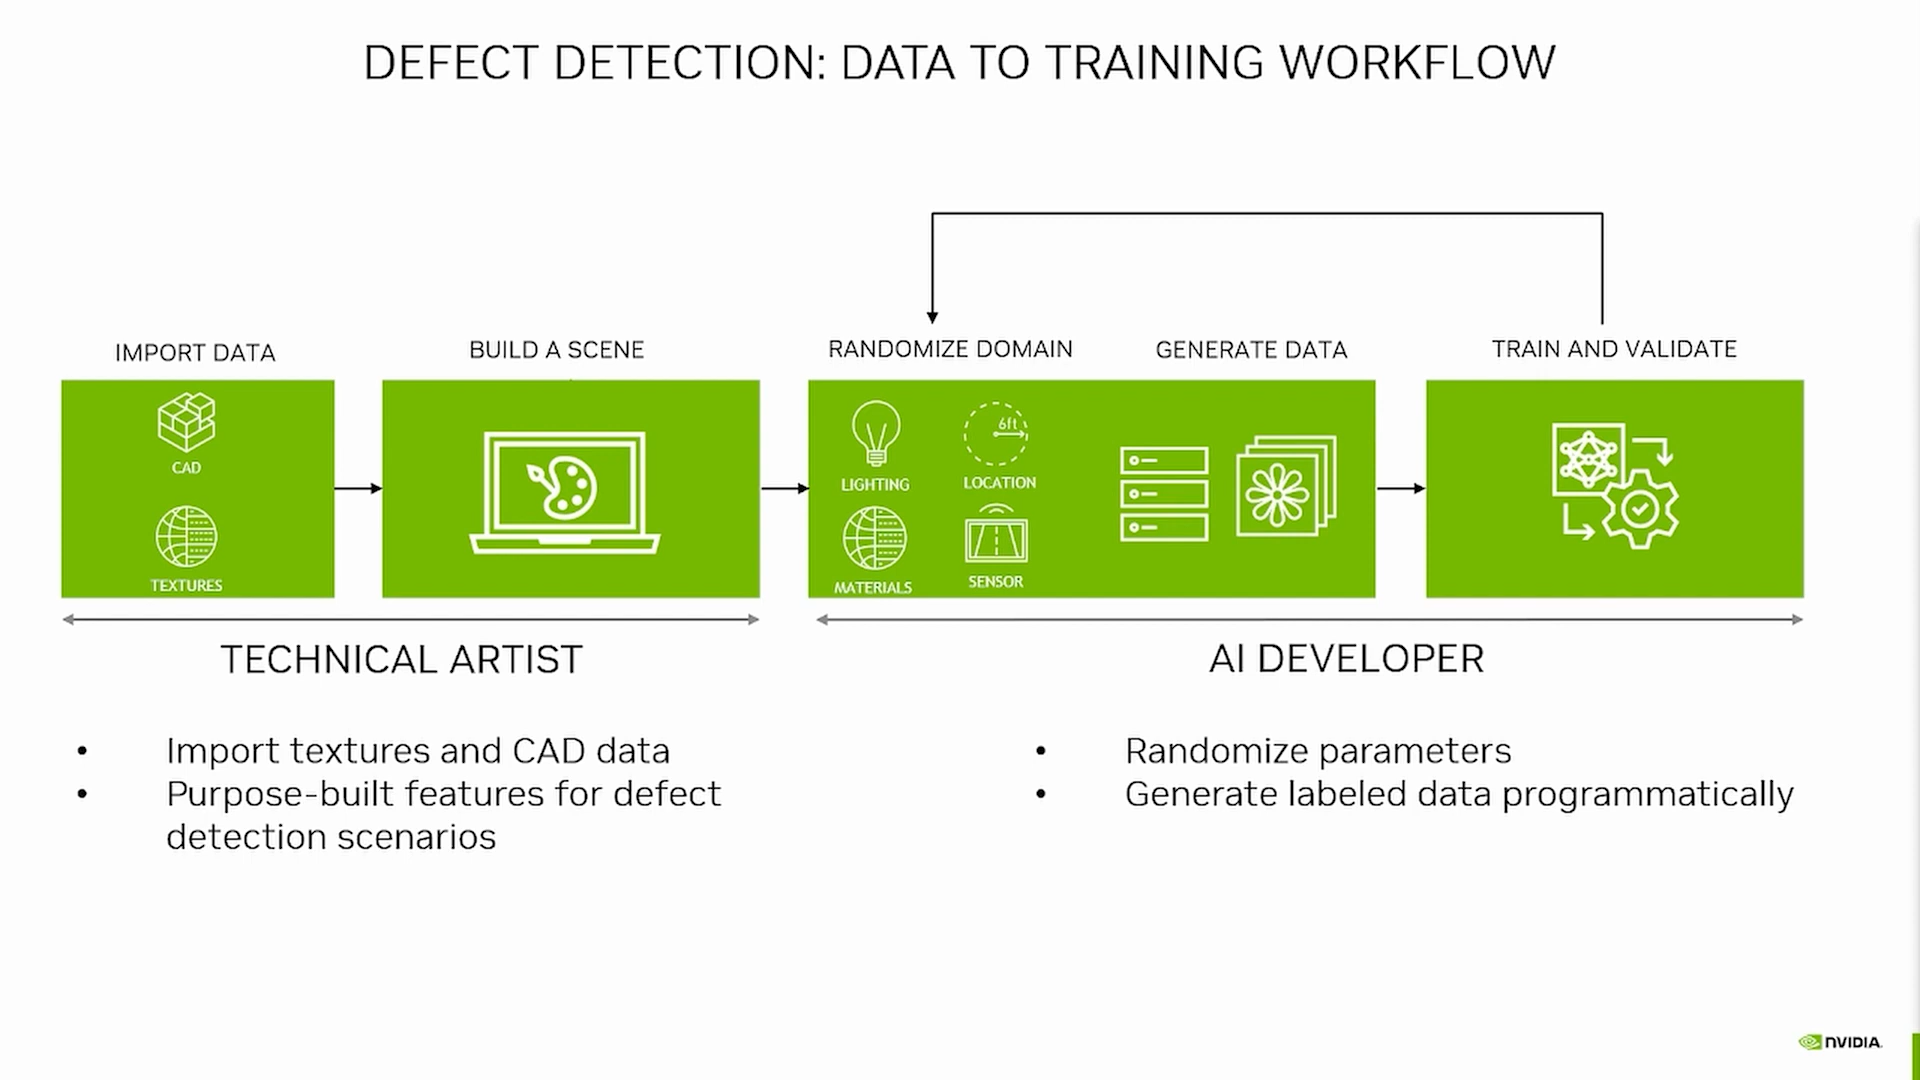 DEFECT DETECTION: DATA TO TRAINING WORKFLOW
IMPORT DATA
BUILD A SCENE
RANDOMIZE DOMAIN
GENERATE DATA
TRAIN AND VALIDATE
CAD
TEXTURES
LIGHTING
6ft
LOCATION
MATERIALS
SENSOR
TECHNICAL ARTIST
AI DEVELOPER
• Import textures and CAD data
• Purpose-built features for defect
detection scenarios
• Randomize parameters
• Generate labeled data programmatically
NVIDIA.